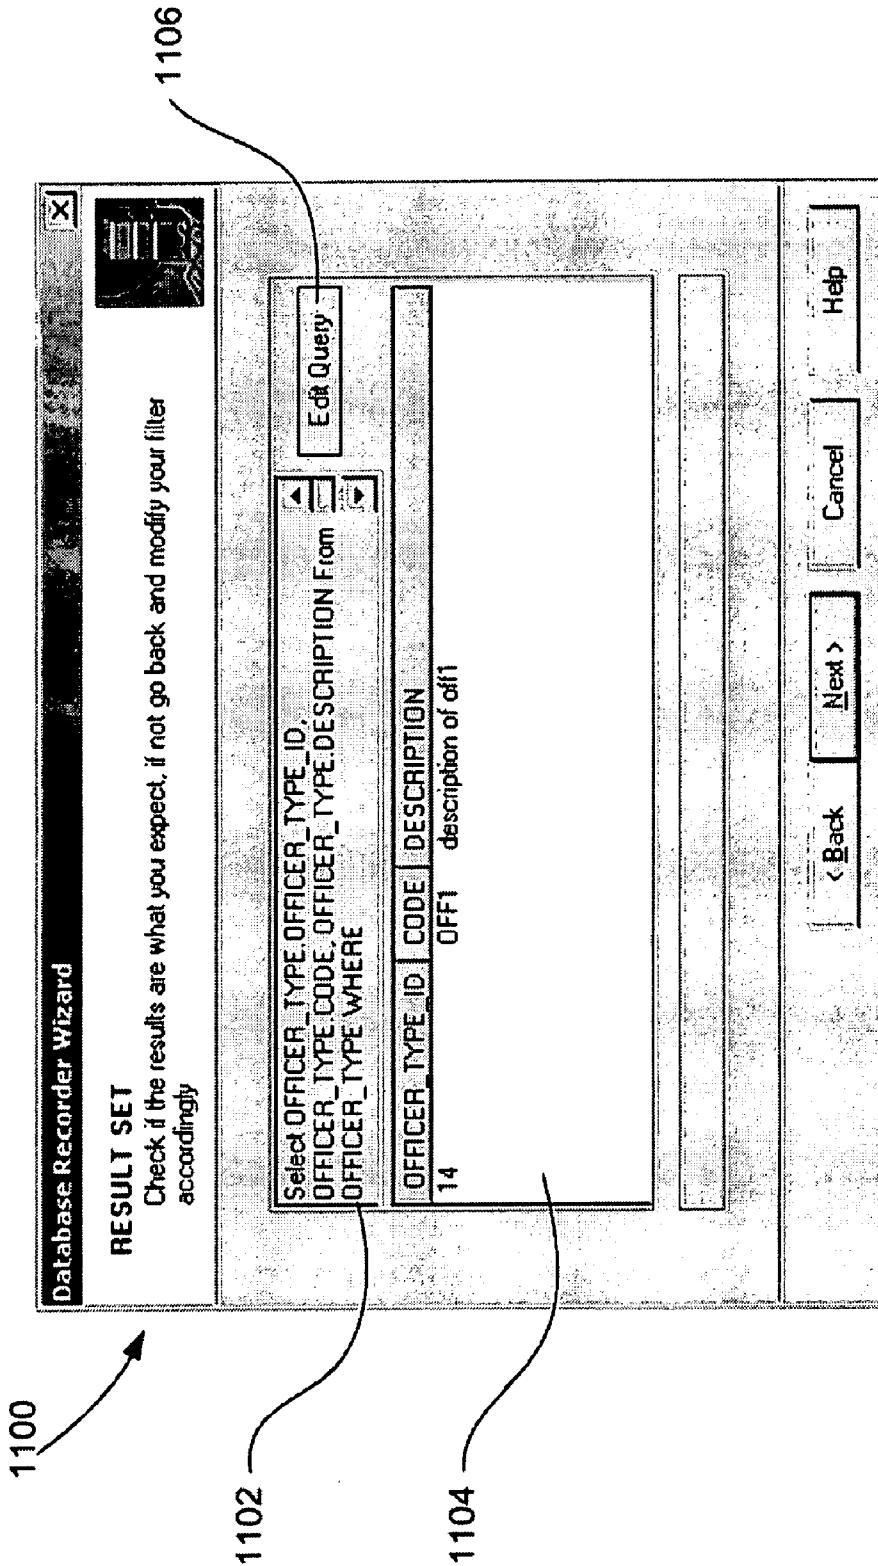 1100
Database Recorder Wizard
RESULT SET
Check if the results are what you expect, if not go back and modify your filter
accordingly
1102
Select OFFICER_TYPE.OFFICER_TYPE_ID,
OFFICER_TYPE.CODE, OFFICER_TYPE.DESCRIPTION From
OFFICER_TYPE WHERE
Edit Query
1106
OFFICER_TYPE_ID CODE DESCRIPTION
14 OFF1 description of off1
1104
< Back Next > Cancel Help